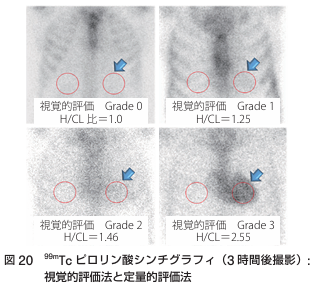 視覚的評価 Grade 0
H/CL 比＝1.0
視覚的評価 Grade 1
H/CL＝1.25
視覚的評価 Grade 2
H/CL＝1.46
視覚的評価 Grade 3
H/CL＝2.55
図 20 99mTc ピロリン酸シンチグラフィ（3 時間後撮影）：
視覚的評価法と定量的評価法